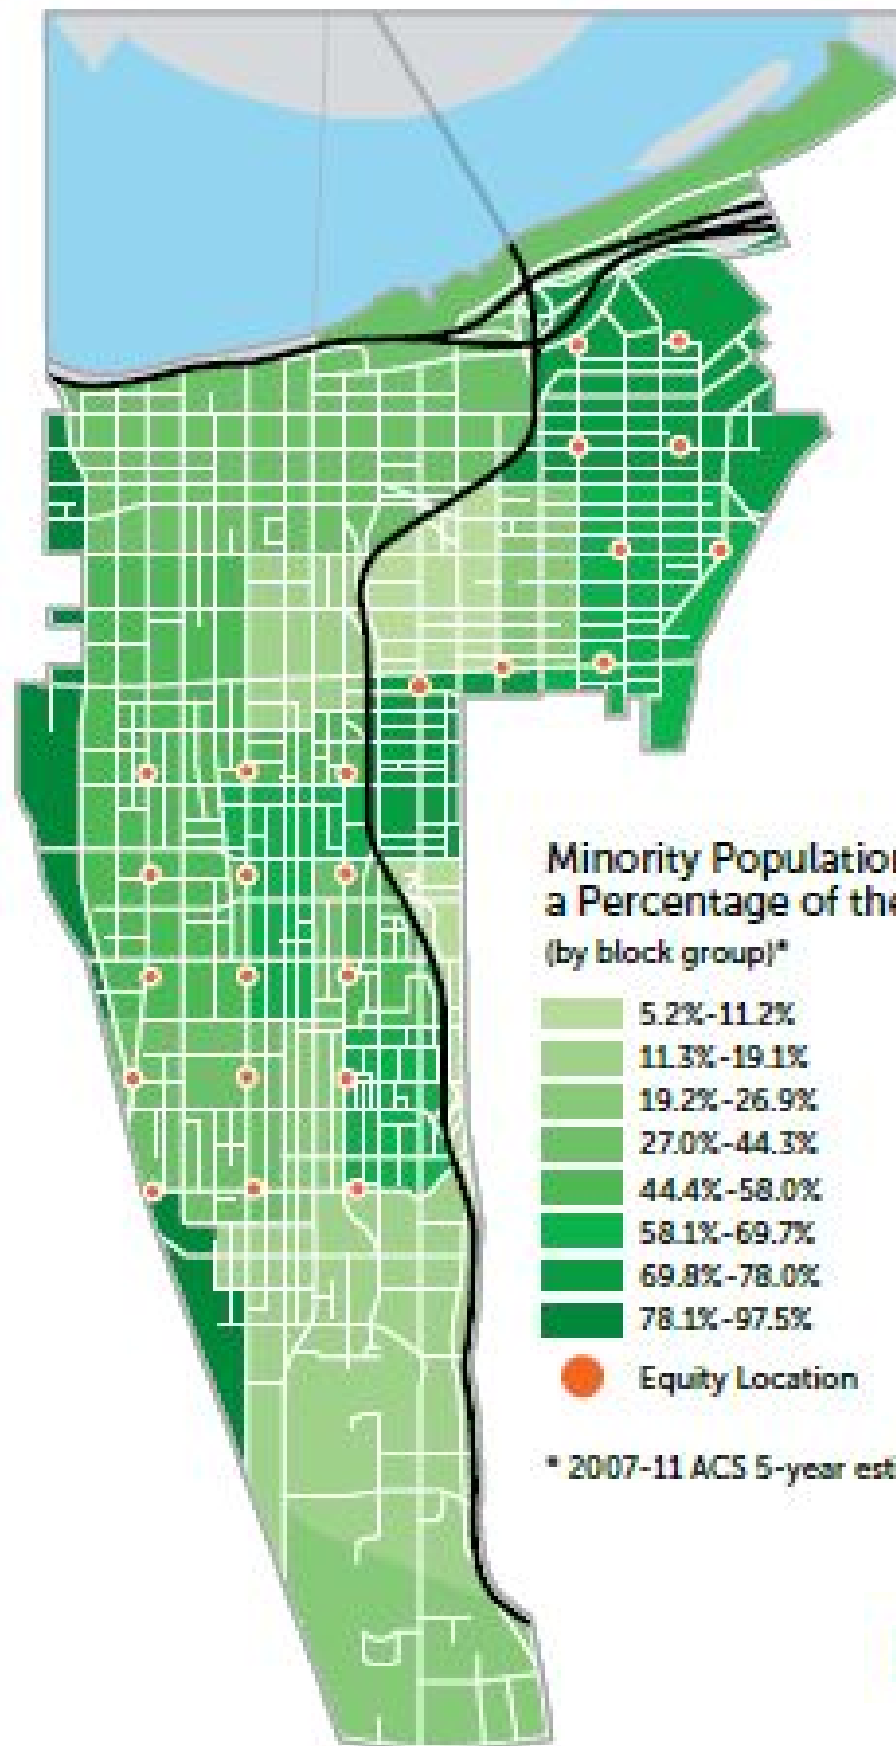 Minority Population
a Percentage of the
(by block group)*
5.2%-11.2%
11.3%-19.1%
19.2%-26.9%
27.0%-44.3%
44.4%-58.0%
58.1%-69.7%
69.8%-78.0%
78.1%-97.5%
Equity Location
* 2007-11 ACS 5-year est